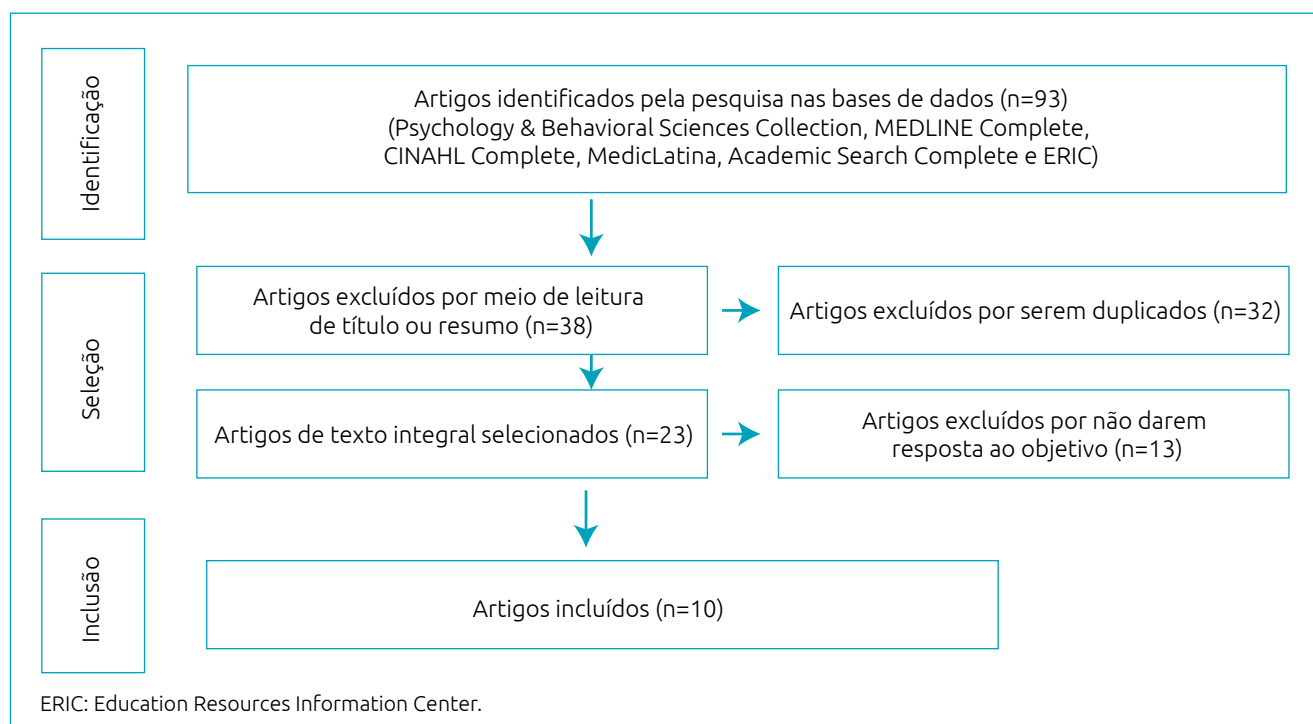 Identificação
Artigos identificados pela pesquisa nas bases de dados (n=93)
(Psychology & Behavioral Sciences Collection, MEDLINE Complete,
CINAHL Complete, MedicLatina, Academic Search Complete e ERIC)
Seleção
Artigos excluídos por meio de leitura
de título ou resumo (n=38)
Artigos excluídos por serem duplicados (n=32)
Artigos de texto integral selecionados (n=23)
Artigos excluídos por não darem
resposta ao objetivo (n=13)
Inclusão
Artigos incluídos (n=10)
ERIC: Education Resources Information Center.